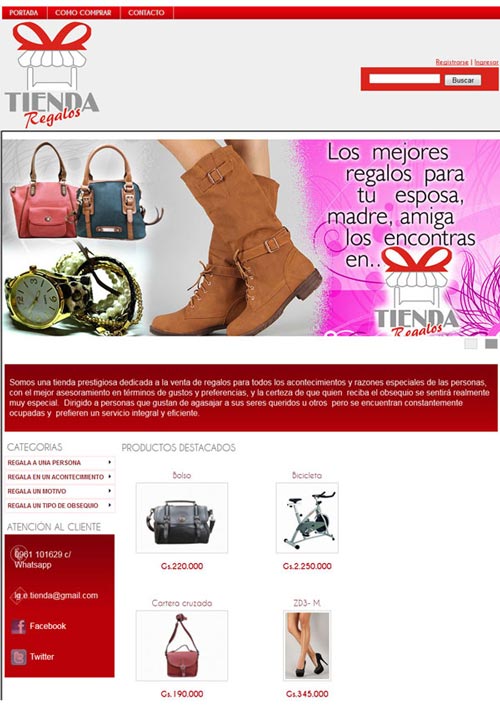 PORTADA COMO COMPRAR CONTACTO
TIENDA
Regalos
Registrarse | Ingresar
Buscar
Los mejores
regalos para
tu esposa,
madre, amiga
los encontras
en..
TIENDA
Regalos
Somos una tienda prestigiosa dedicada a la venta de regalos para todos los acontecimientos y razones especiales de las personas,
con el mejor asesoramiento en términos de gustos y preferencias, y la certeza de que quien reciba el obsequio se sentirá realmente
muy especial. Dirigido a personas que gustan de agasajar a sus seres queridos u otros pero se encuentran constantemente
ocupadas y prefieren un servicio integral y eficiente.
CATEGORIAS
REGALA A UNA PERSONA
REGALA EN UN ACONTECIMIENTO
REGALA UN MOTIVO
REGALA UN TIPO DE OBSEQUIO
ATENCION AL CLIENTE
0961 101629 c/
Whatsapp
lg.e.tienda@gmail.com
Facebook
Twitter
PRODUCTOS DESTACADOS
Bolso
Gs.220.000
Bicicleta
Gs.2.250.000
Cartera cruzada
Gs.190.000
ZD3- M.
Gs.345.000